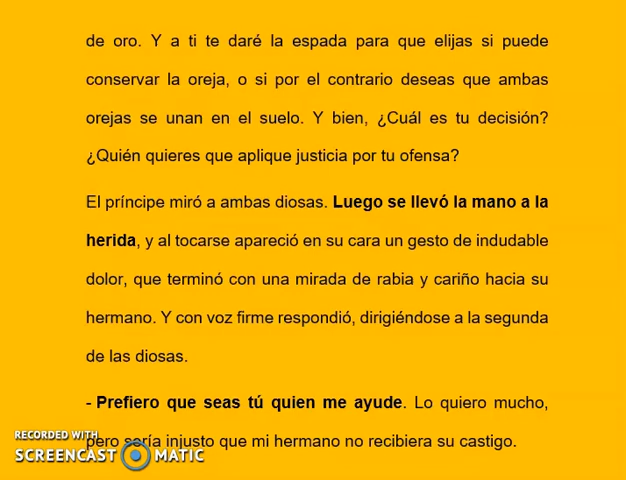 de oro. Y a ti te daré la espada para que elijas si puede
conservar la oreja, o si por el contrario deseas que ambas
orejas se unan en el suelo. Y bien, ¿Cuál es tu decisión?
¿Quién quieres que aplique justicia por tu ofensa?
El príncipe miró a ambas diosas. Luego se llevó la mano a la
herida, y al tocarse apareció en su cara un gesto de indudable
dolor, que terminó con una mirada de rabia y cariño hacia su
hermano. Y con voz firme respondió, dirigiéndose a la segunda
de las diosas.
- Prefiero que seas tú quien me ayude. Lo quiero mucho,
pero sería injusto que mi hermano no recibiera su castigo.
RECORDED WITH
SCREENCAST MATIC